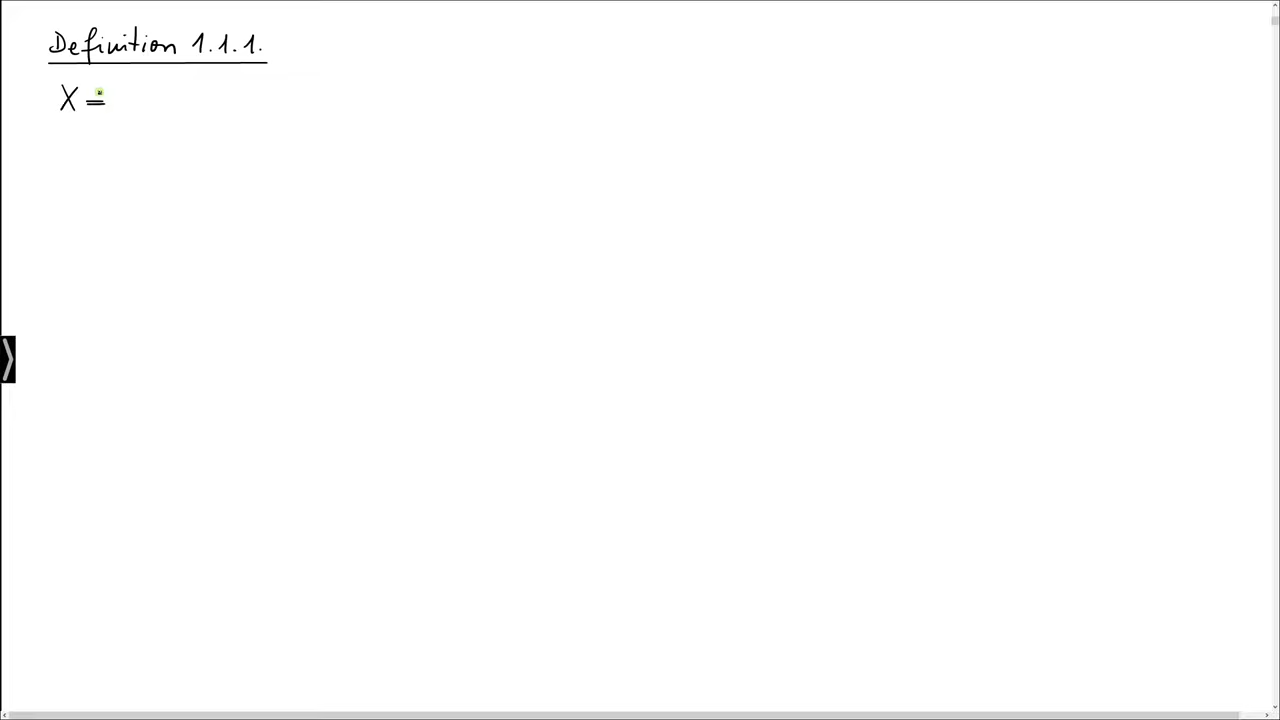 Definition 1.1.1.
X =